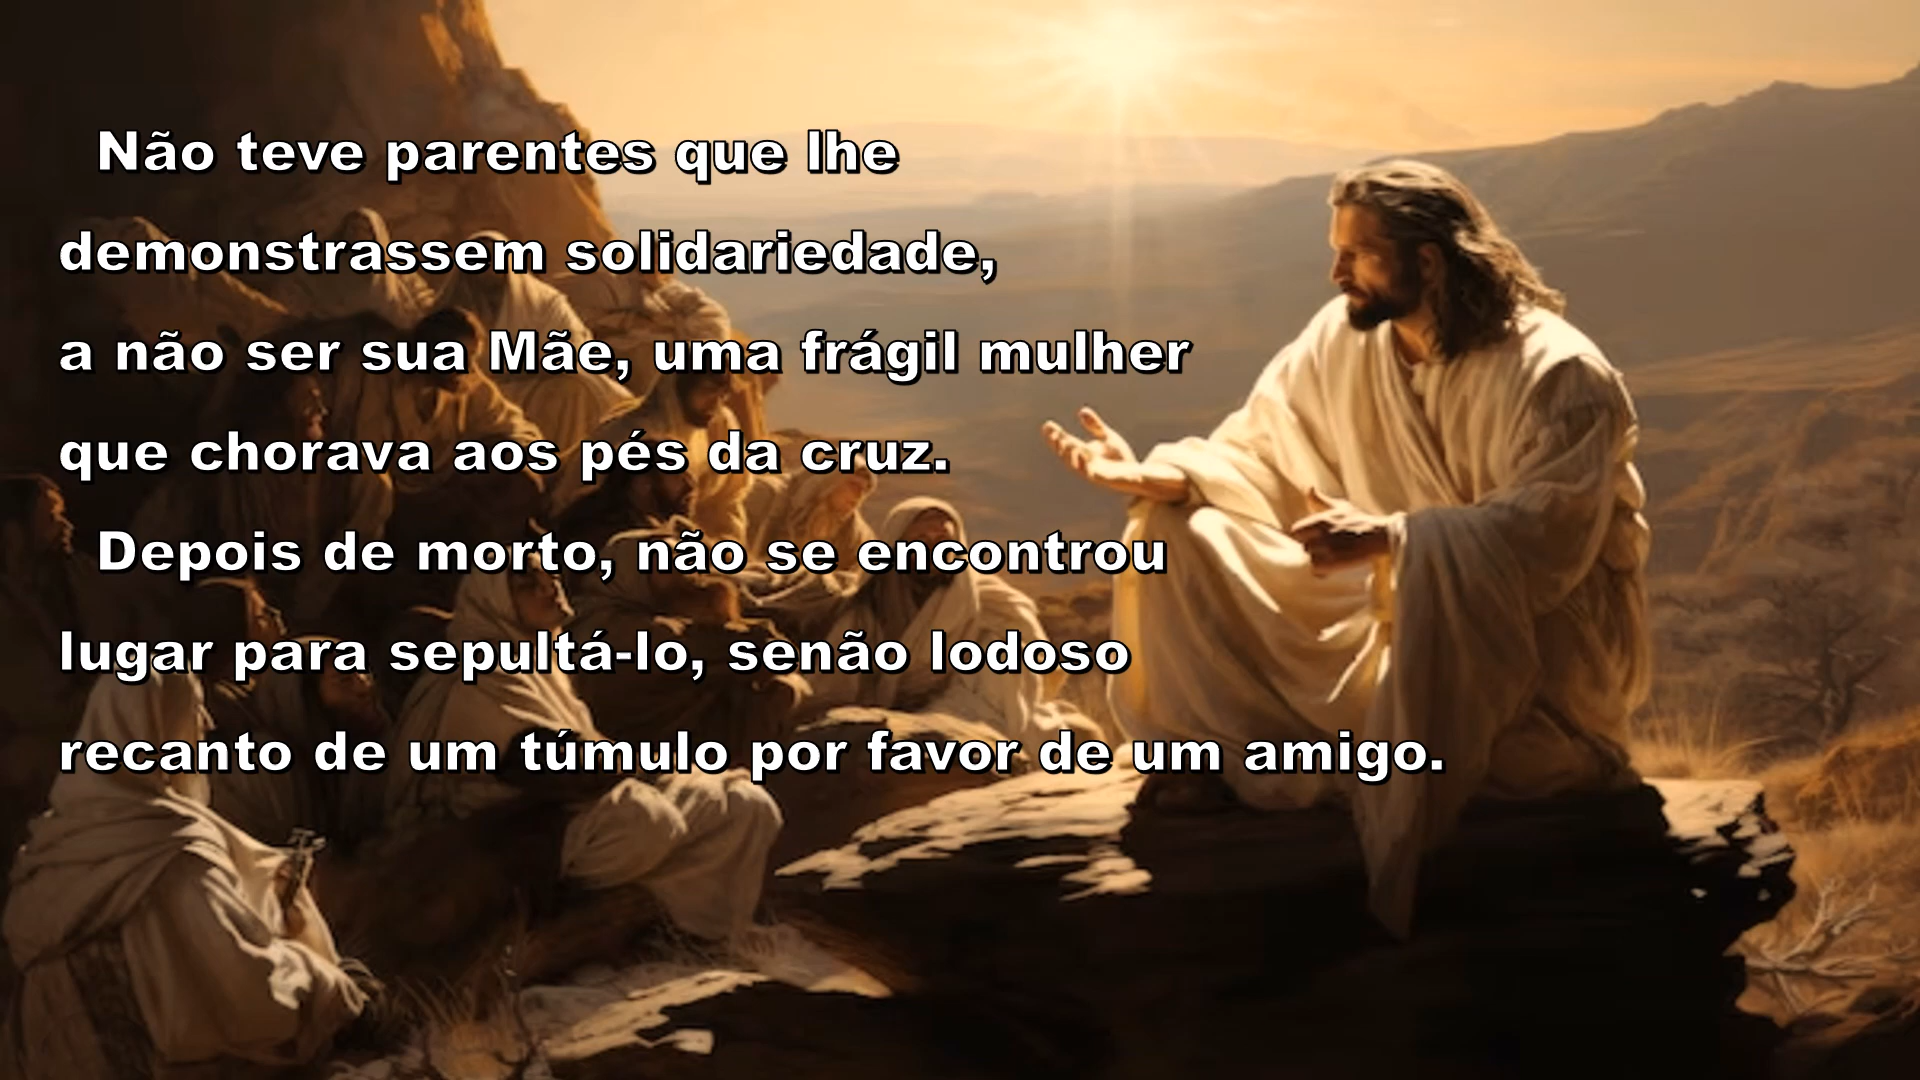 Não teve parentes que lhe
demonstrassem solidariedade,
a não ser sua Mãe, uma frágil mulher
que chorava aos pés da cruz.
Depois de morto, não se encontrou
lugar para sepultá-lo, senão lodoso
recanto de um túmulo por favor de um amigo.